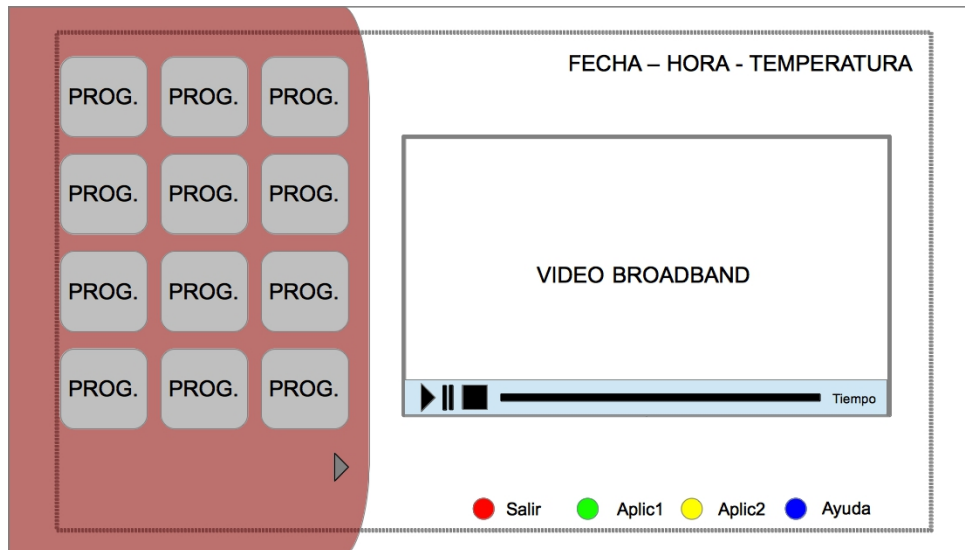 FECHA – HORA - TEMPERATURA
PROG. PROG. PROG.
PROG. PROG. PROG.
PROG. PROG. PROG.
PROG. PROG. PROG.
VIDEO BROADBAND
Tiempo
Salir Aplic1 Aplic2 Ayuda